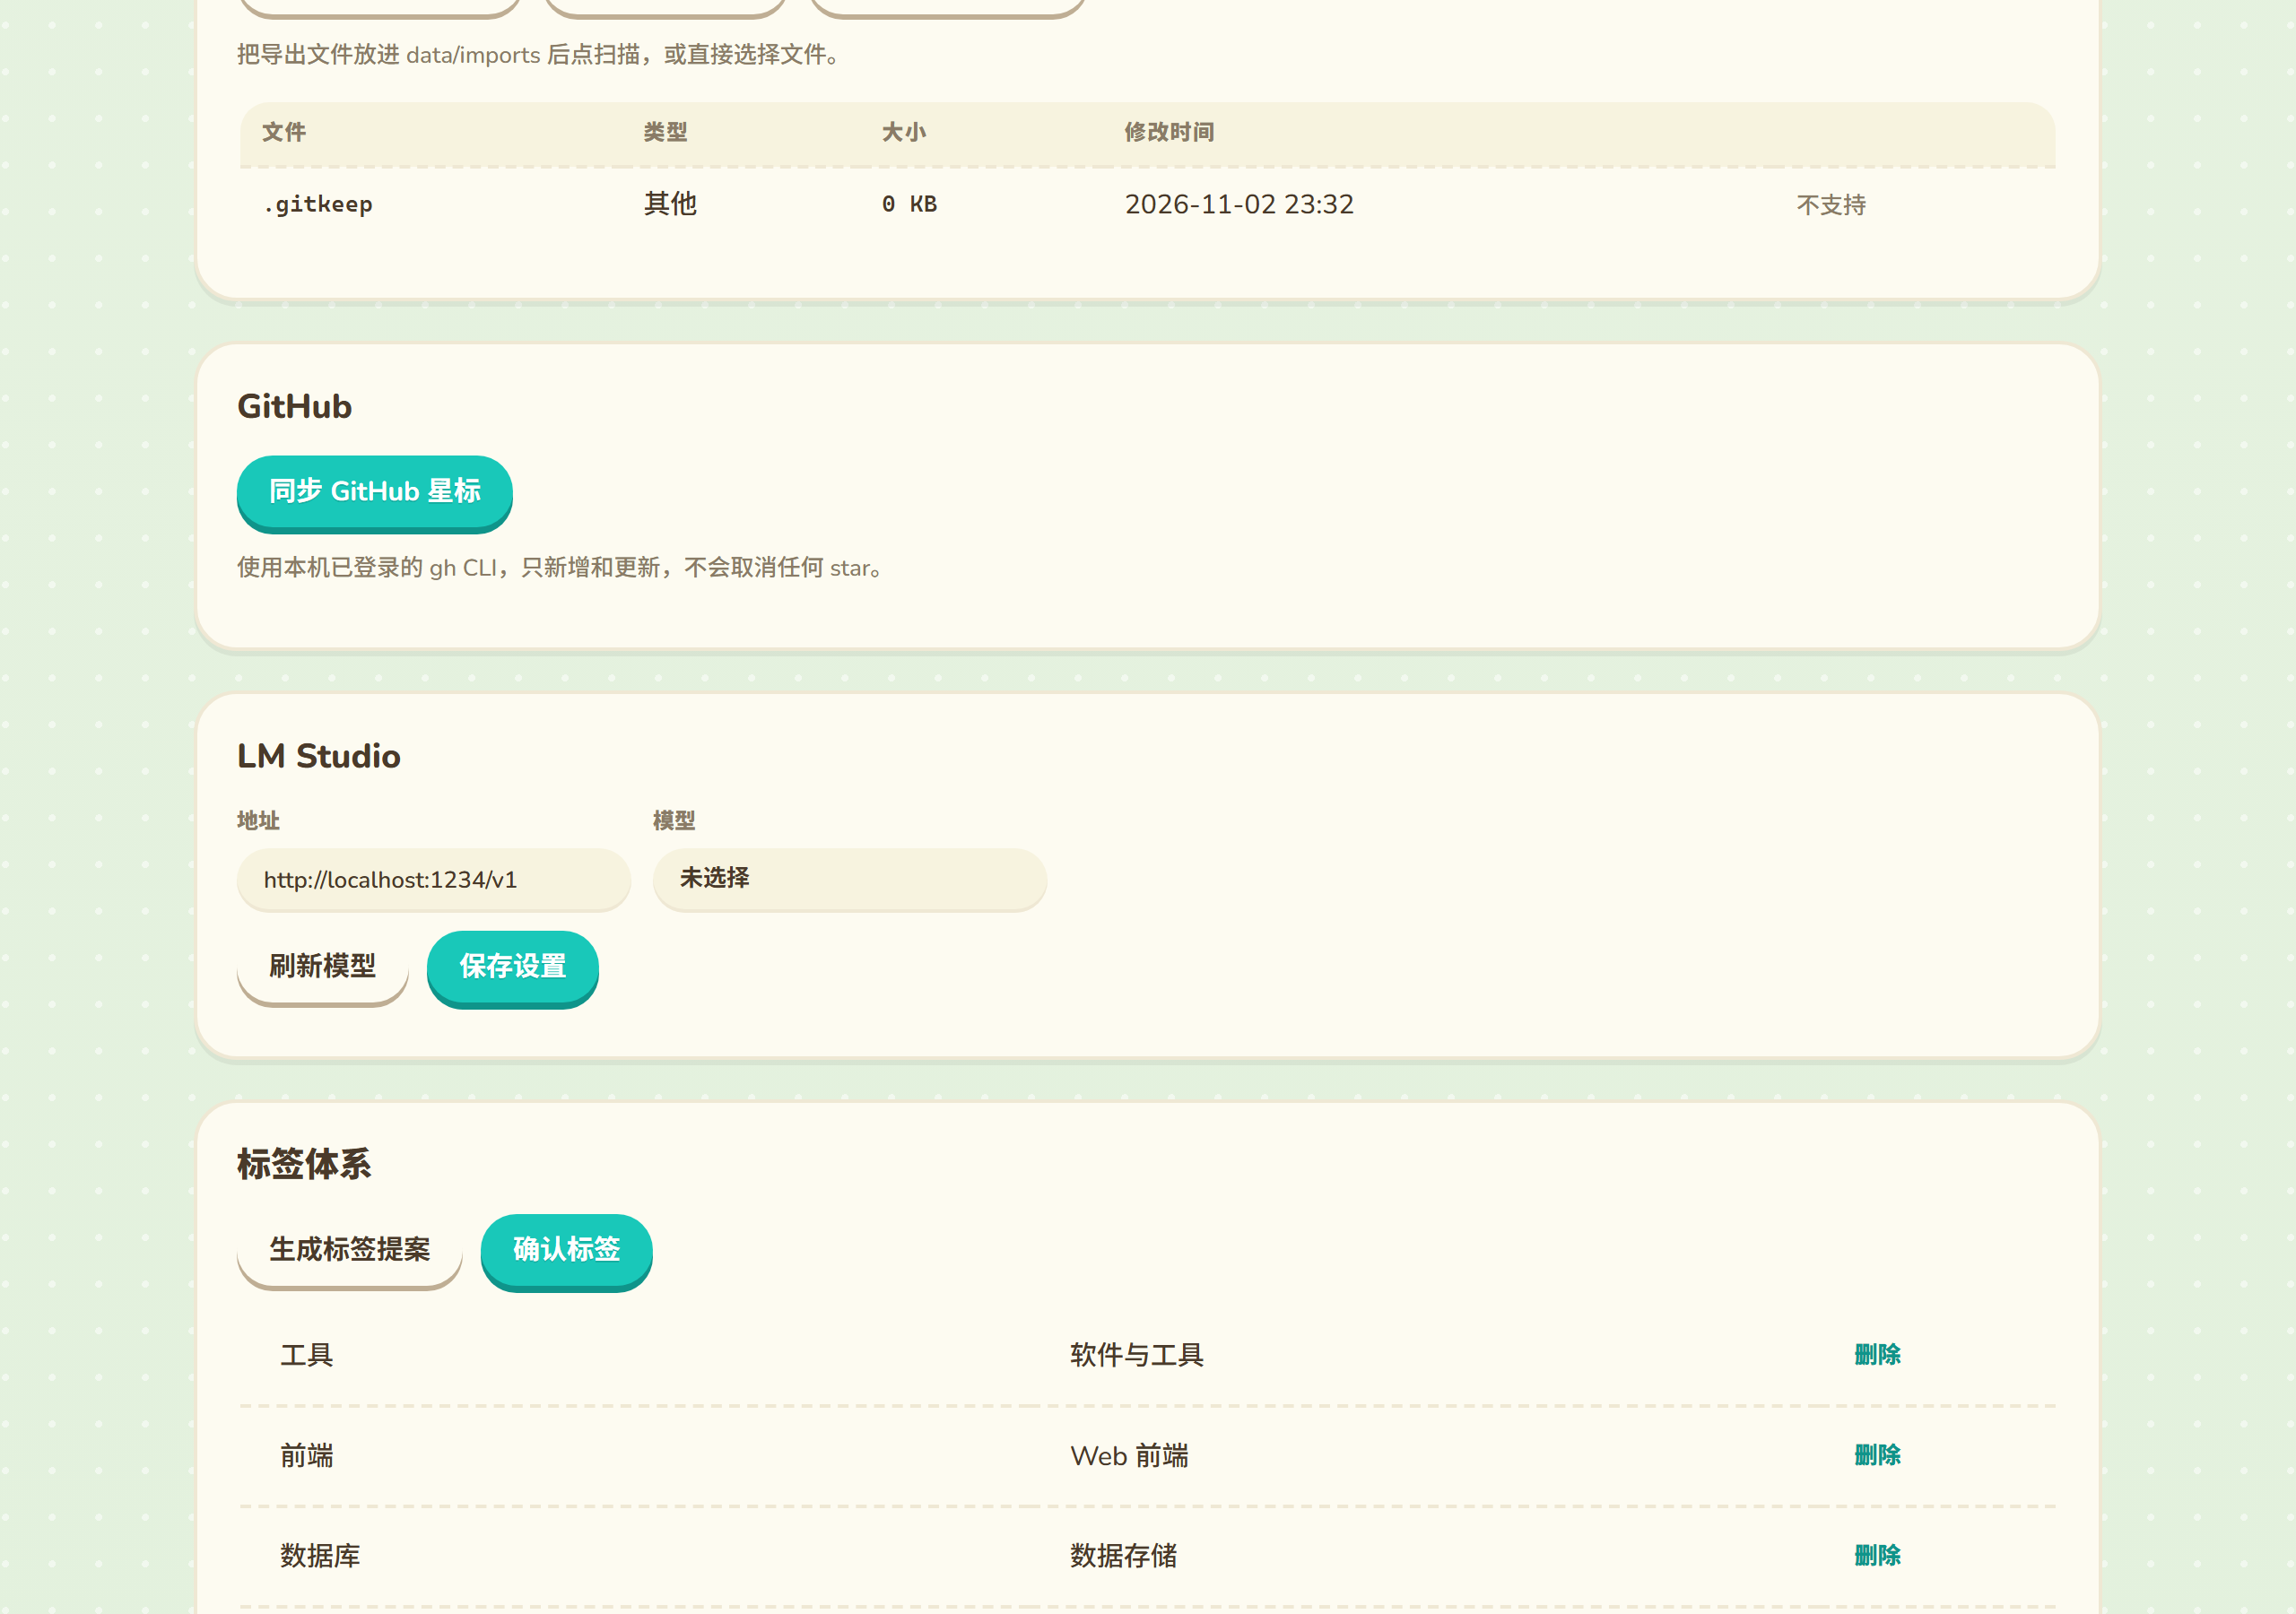 把导出文件放进 data/imports 后点扫描，或直接选择文件。
文件 类型 大小 修改时间
.gitkeep 其他 0 KB 2026-11-02 23:32 不支持
GitHub
同步 GitHub 星标
使用本机已登录的 gh CLI，只新增和更新，不会取消任何 star。
LM Studio
地址 模型
http://localhost:1234/v1 未选择
刷新模型 保存设置
标签体系
生成标签提案 确认标签
工具 软件与工具 删除
前端 Web 前端 删除
数据库 数据存储 删除